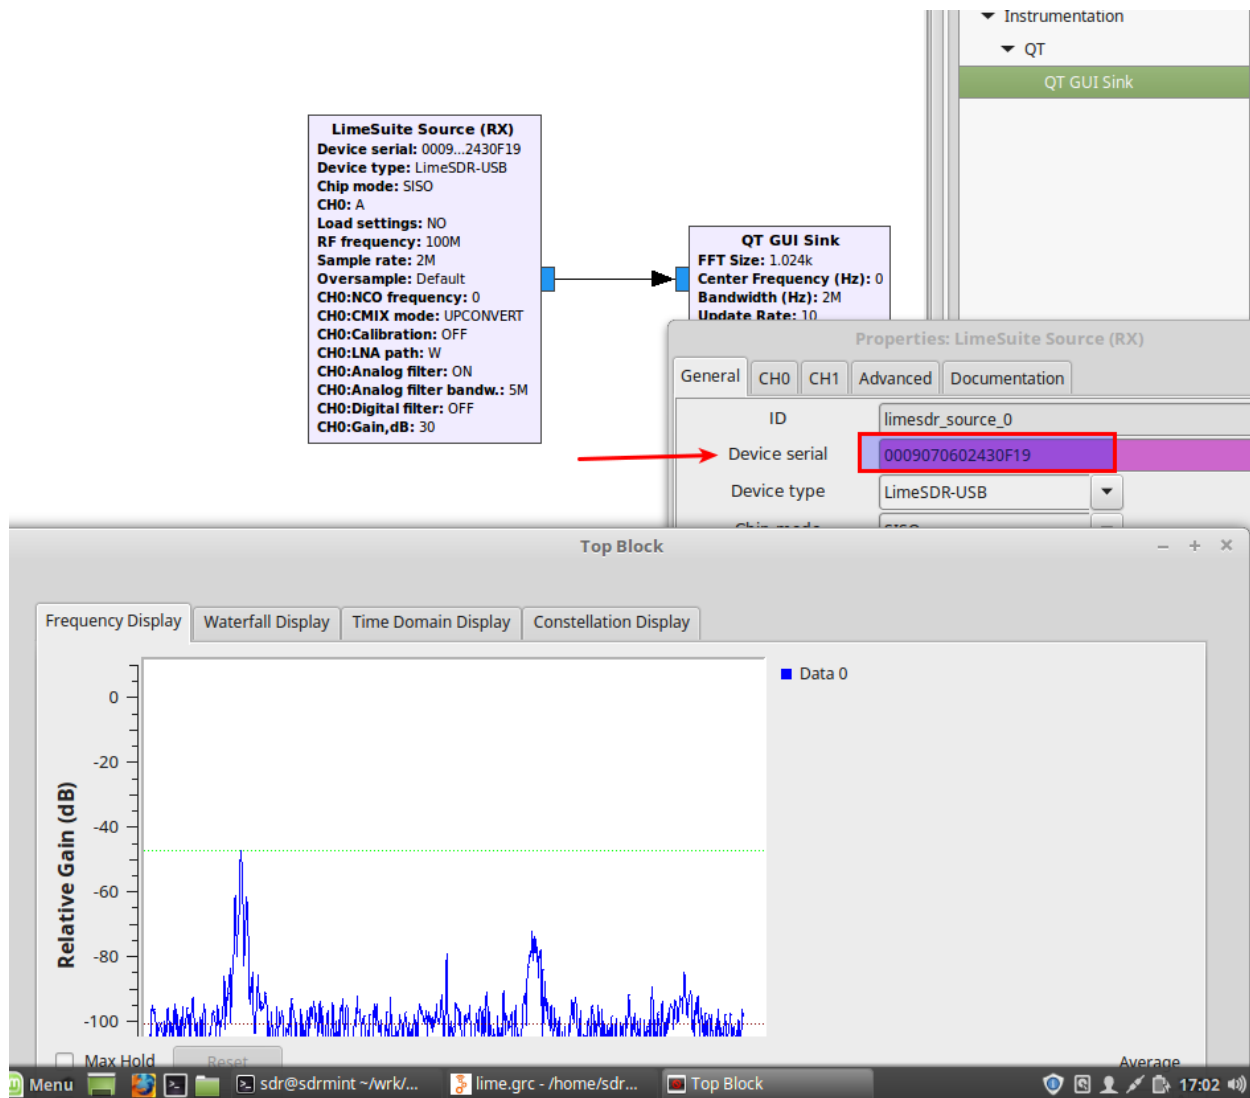 Instrumentation
QT
QT GUI Sink
LimeSuite Source (RX)
Device serial: 0009...2430F19
Device type: LimeSDR-USB
Chip mode: SISO
CH0: A
Load settings: NO
RF frequency: 100M
Sample rate: 2M
Oversample: Default
CH0:NCO frequency: 0
CH0:CMIX mode: UPCONVERT
CH0:Calibration: OFF
CH0:LNA path: W
CH0:Analog filter: ON
CH0:Analog filter bandw.: 5M
CH0:Digital filter: OFF
CH0:Gain,dB: 30
QT GUI Sink
FFT Size: 1.024k
Center Frequency (Hz): 0
Bandwidth (Hz): 2M
Update Rate: 10
Properties: LimeSuite Source (RX)
General CH0 CH1 Advanced Documentation
ID limesdr_source_0
Device serial 0009070602430F19
Device type LimeSDR-USB
Chip mode SISO
Top Block
Frequency Display Waterfall Display Time Domain Display Constellation Display
Data 0
Relative Gain (dB)
0
-20
-40
-60
-80
-100
Max Hold Reset Average
Menu sdr@sdrmint ~/wrk/... lime.grc - /home/sdr... Top Block 17:02